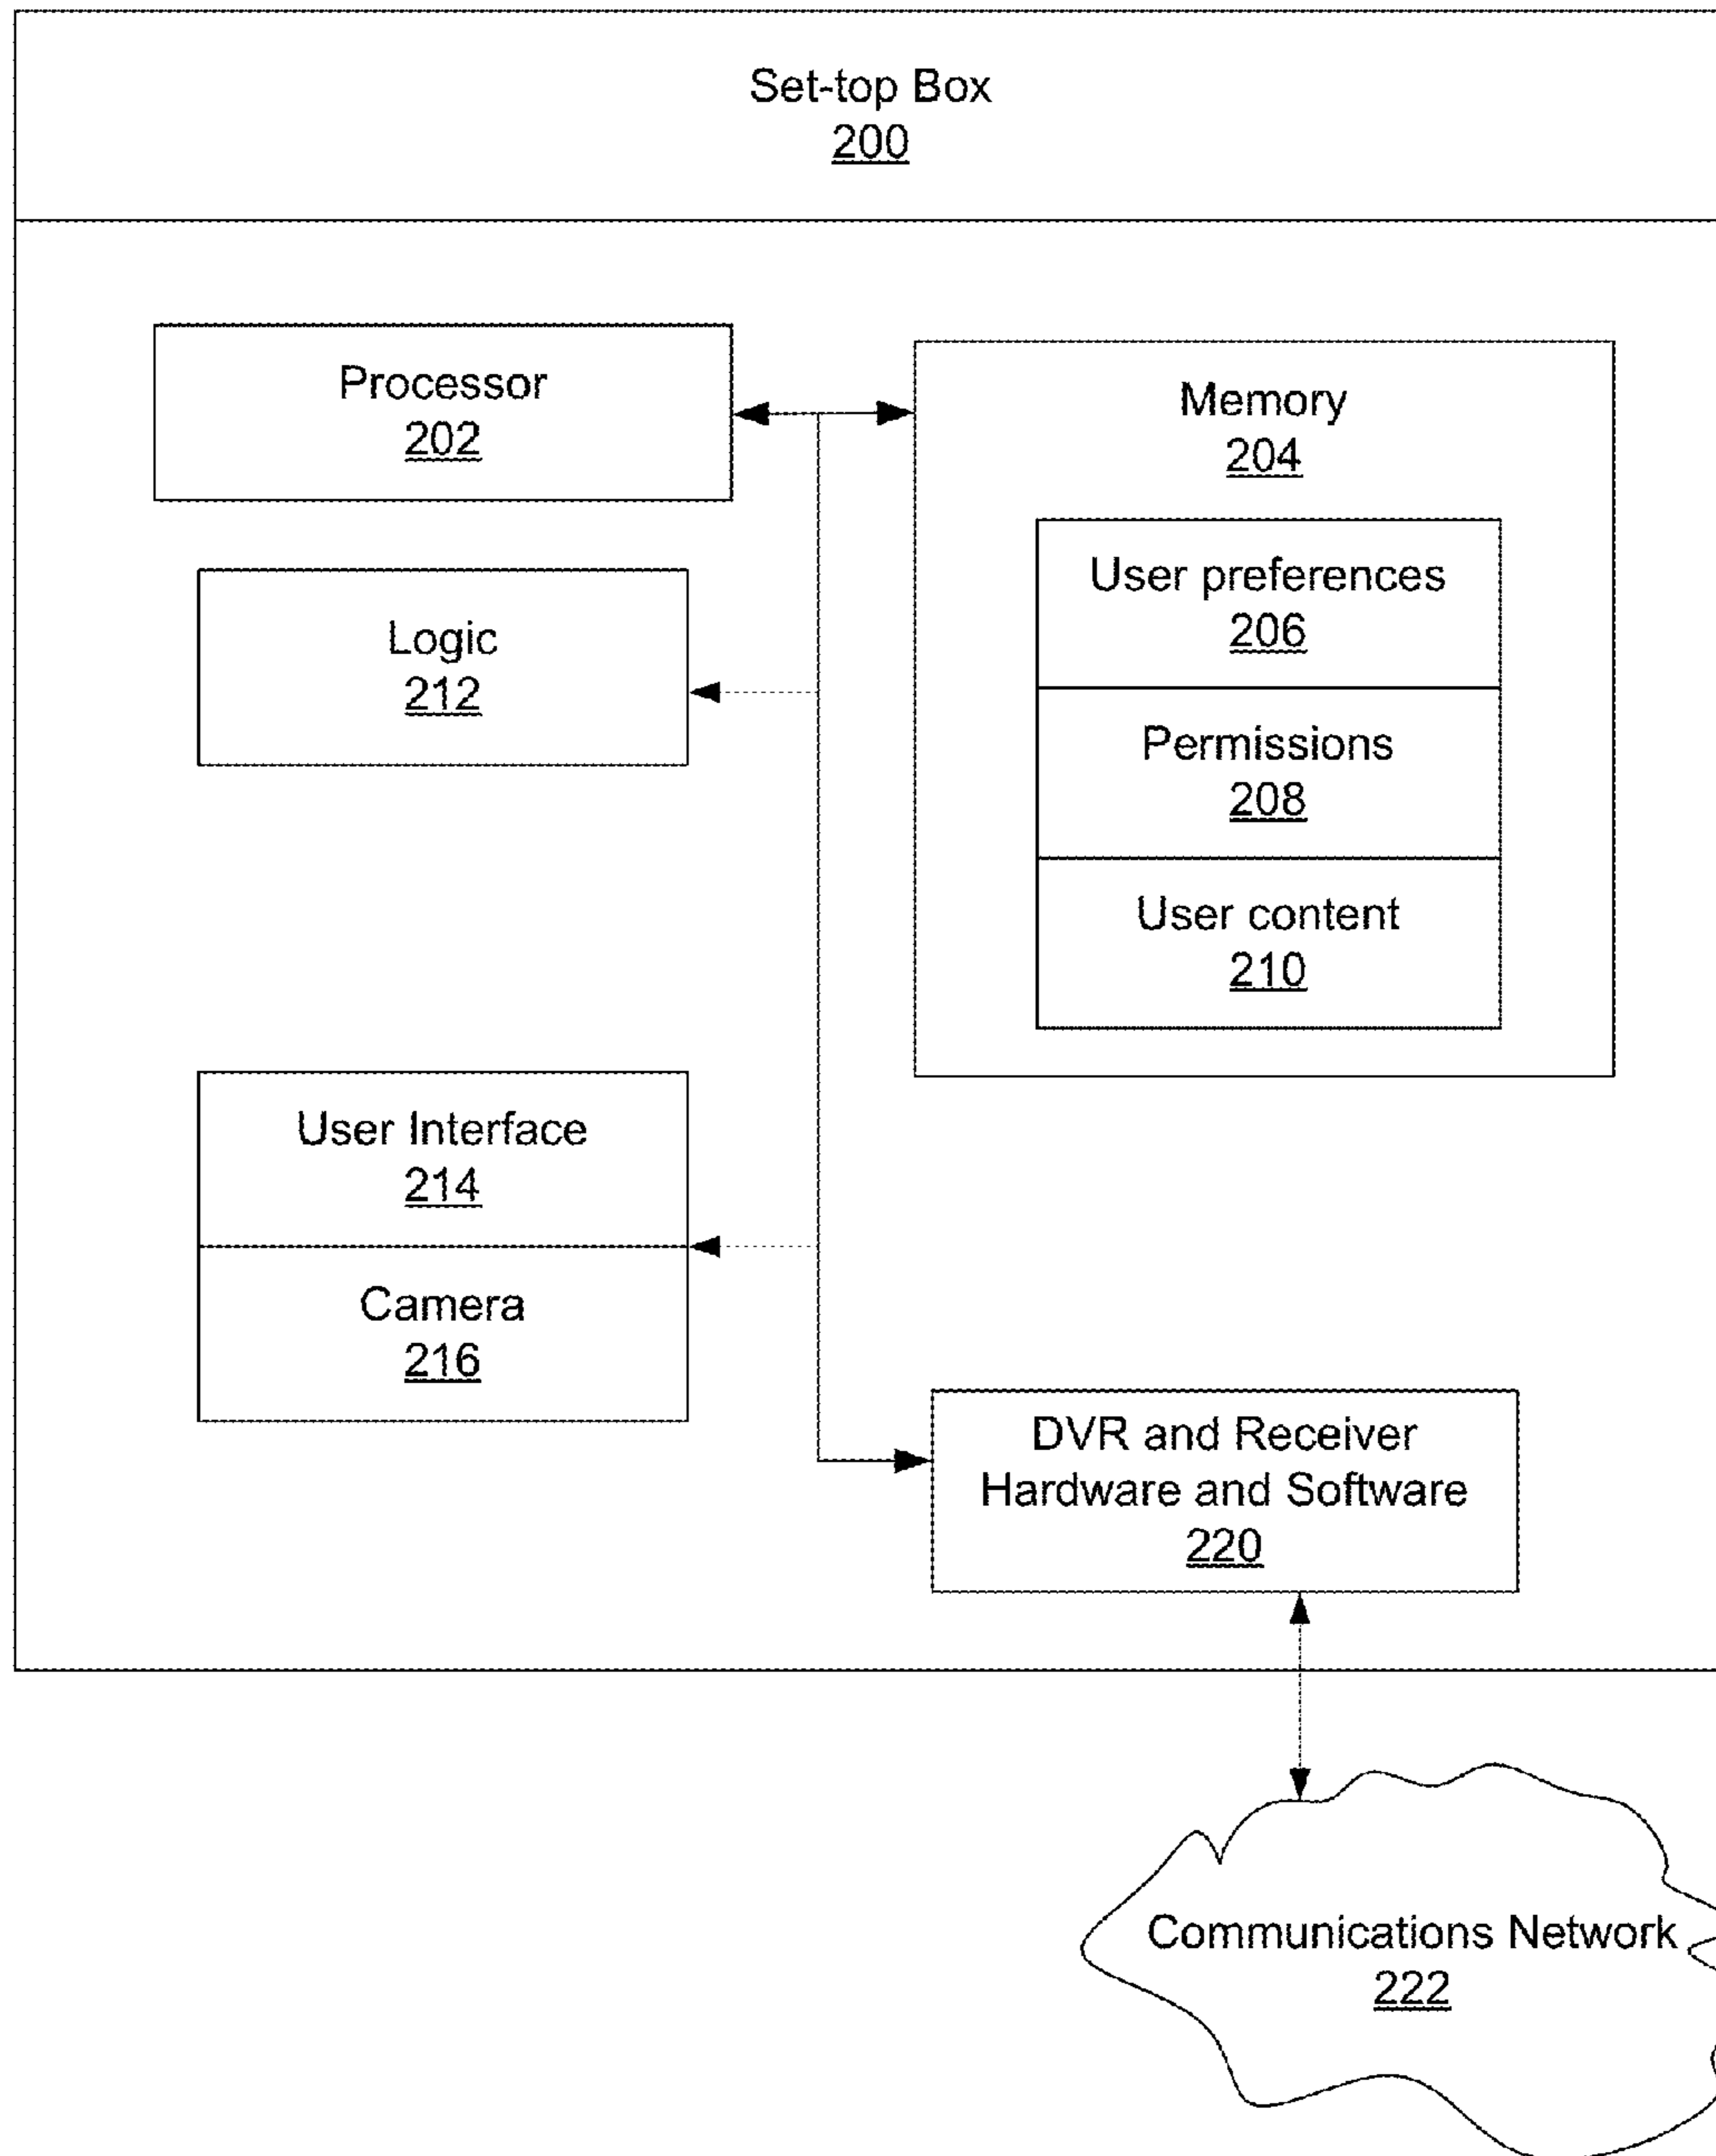 Set-top Box
200
Processor
202
Memory
204
User preferences
206
Permissions
208
User content
210
Logic
212
User Interface
214
Camera
216
DVR and Receiver
Hardware and Software
220
Communications Network
222